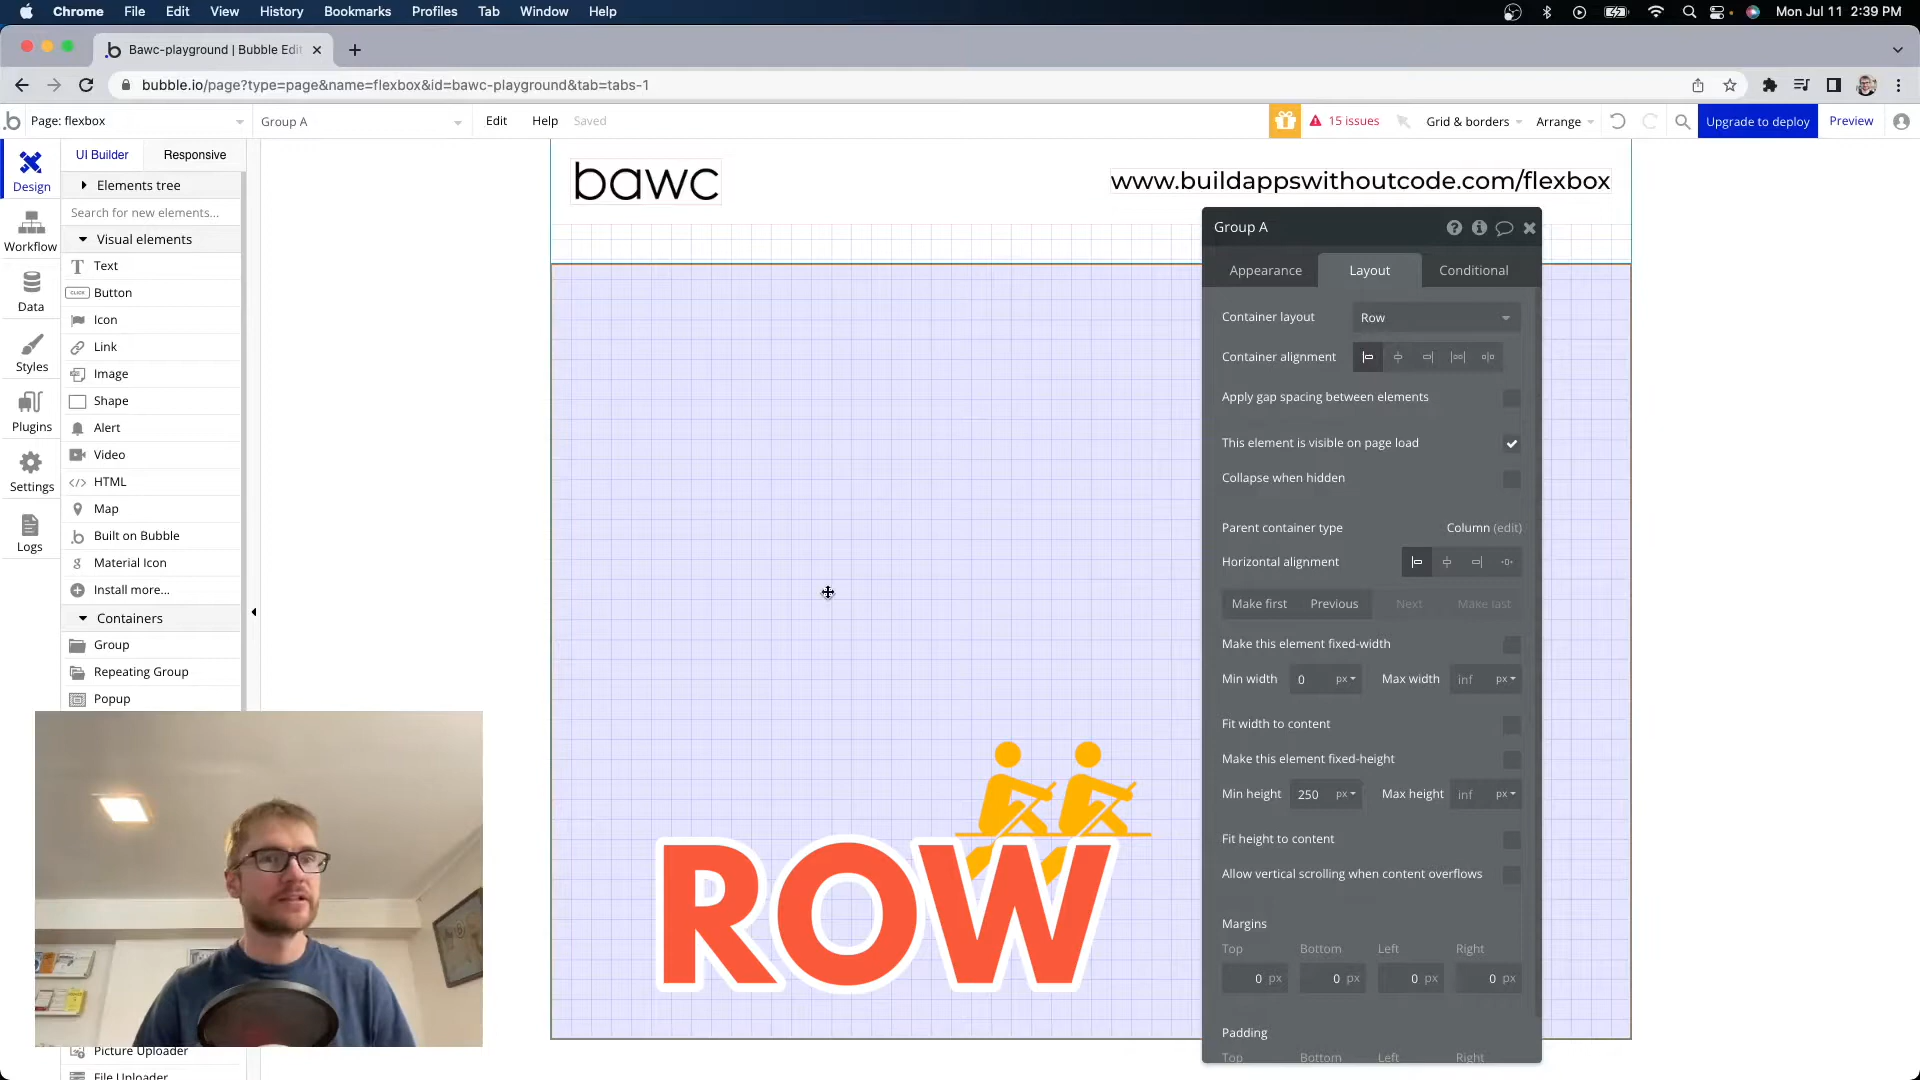 Chrome File Edit View History Bookmarks Profiles Tab Window Help Mon Jul 11 2:39 PM
Bawc-playground | Bubble Edit
bubble.io/page?type=page&name=flexbox&id=bawc-playground&tab=tabs-1
Page: flexbox Group A Edit Help Saved 15 issues Grid & borders Arrange Upgrade to deploy Preview
UI Builder Responsive
Design
Workflow
Data
Styles
Plugins
Settings
Logs
Elements tree
Search for new elements...
Visual elements
Text
CLICK Button
Icon
Link
Image
Shape
Alert
Video
HTML
Map
Built on Bubble
Material Icon
Install more...
Containers
Group
Repeating Group
Popup
Picture Uploader
File Uploader
bawc
www.buildappswithoutcode.com/flexbox
ROW
Group A
Appearance Layout Conditional
Container layout Row
Container alignment
Apply gap spacing between elements
This element is visible on page load
Collapse when hidden
Parent container type Column (edit)
Horizontal alignment
Make first Previous Next Make last
Make this element fixed-width
Min width 0 px Max width inf px
Fit width to content
Make this element fixed-height
Min height 250 px Max height inf px
Fit height to content
Allow vertical scrolling when content overflows
Margins
Top Bottom Left Right
0 px 0 px 0 px 0 px
Padding
Top Bottom Left Right